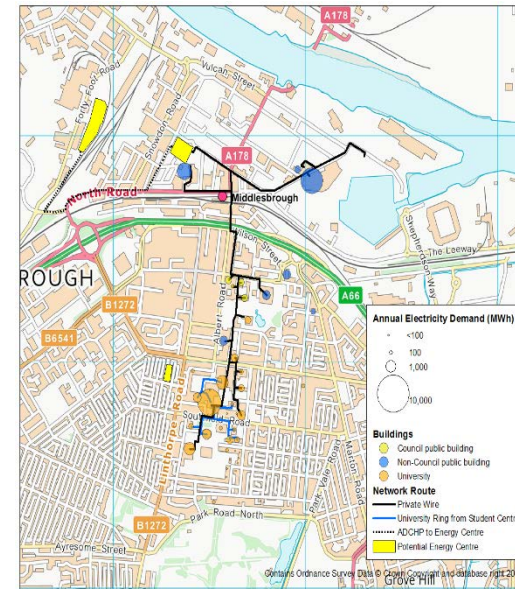 A178
Forty Foot Road
Vulcan Street
Snowdon Road
A178
North Road
Middlesbrough
Wilson Street
Shepherdson Way
The Leeway
ROUGH
A66
B1272
Albert Road
B6541
Linthorpe Road
Southfield Road
Marton Road
Park Vale Road
B1272
Park Road North
Ayresome Street
Grove Hill
Annual Electricity Demand (MWh)
<100
100
1,000
10,000
Buildings
Council public building
Non-Council public building
University
Network Route
Private Wire
University Ring from Student Centr
ADCHP to Energy Centre
Potential Energy Centre
Contains Ordnance Survey Data © Crown Copyright and database right 20